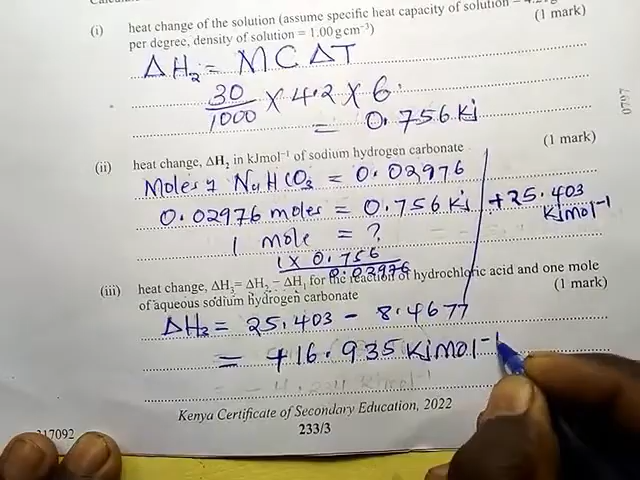 (i) heat change of the solution (assume specific heat capacity of solution = 4.2
per degree, density of solution = 1.00 g cm⁻³)
(1 mark)
ΔH₂ = MCΔT
30/1000 × 4.2 × 6
= 0.756 Kj
(ii) heat change, ΔH₂ in kJmol⁻¹ of sodium hydrogen carbonate
(1 mark)
Moles of NaHCO₃ = 0.02976
0.02976 moles = 0.756 Kj
+25.403
Kjmol⁻¹
1 mole = ?
1 × 0.756
0.02976
(iii) heat change, ΔH₃ = ΔH₂ − ΔH₁ for the reaction of hydrochloric acid and one mole
of aqueous sodium hydrogen carbonate
(1 mark)
ΔH₃ = 25.403 − 8.4677
= +16.935 Kjmol⁻¹
Kenya Certificate of Secondary Education, 2022
233/3
317092
0797